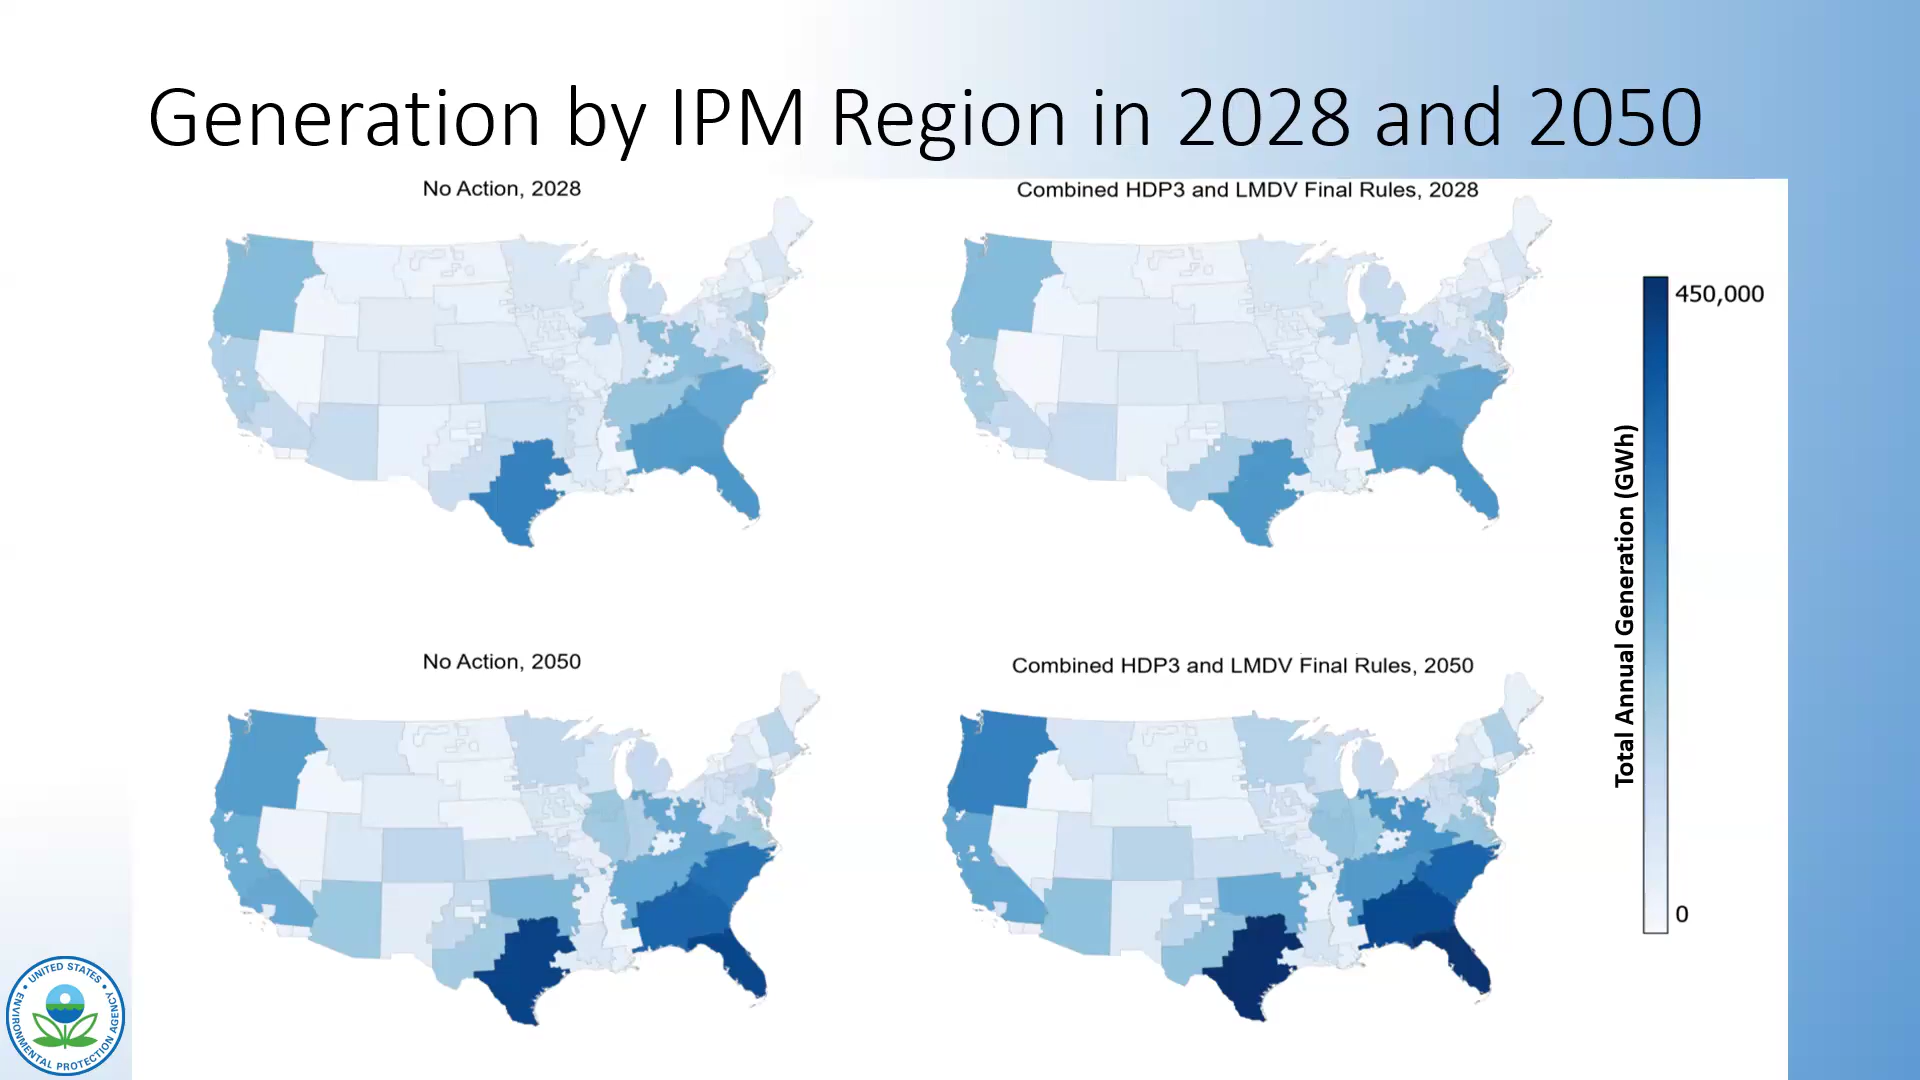 Generation by IPM Region in 2028 and 2050
No Action, 2028
Combined HDP3 and LMDV Final Rules, 2028
450,000
Total Annual Generation (GWh)
0
No Action, 2050
Combined HDP3 and LMDV Final Rules, 2050
UNITED STATES
ENVIRONMENTAL PROTECTION AGENCY